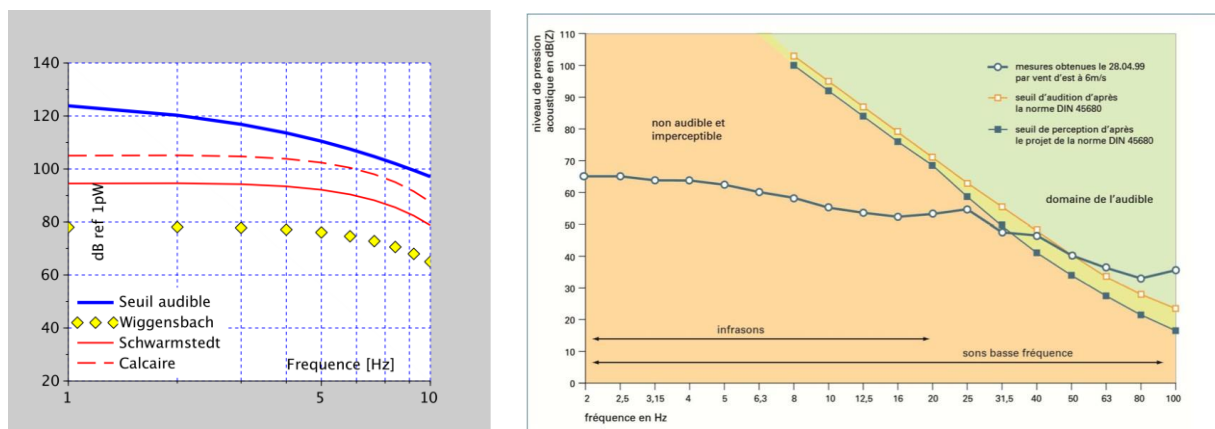 140
120
100
80
60
40
20
dB ref 1pW
Seuil audible
Wiggensbach
Schwarmstedt
Calcaire
Frequence [Hz]
1
5
10
niveau de pression
acoustique en dB(Z)
110
100
90
80
70
60
50
40
30
20
10
0
non audible et
imperceptible
mesures obtenues le 28.04.99
par vent d'est à 6m/s
seuil d'audition d'après
la norme DIN 45680
seuil de perception d'après
le projet de la norme DIN 45680
domaine de l'audible
infrasons
sons basse fréquence
2 2,5 3,15 4 5 6,3 8 10 12,5 16 20 25 31,5 40 50 63 80 100
fréquence en Hz